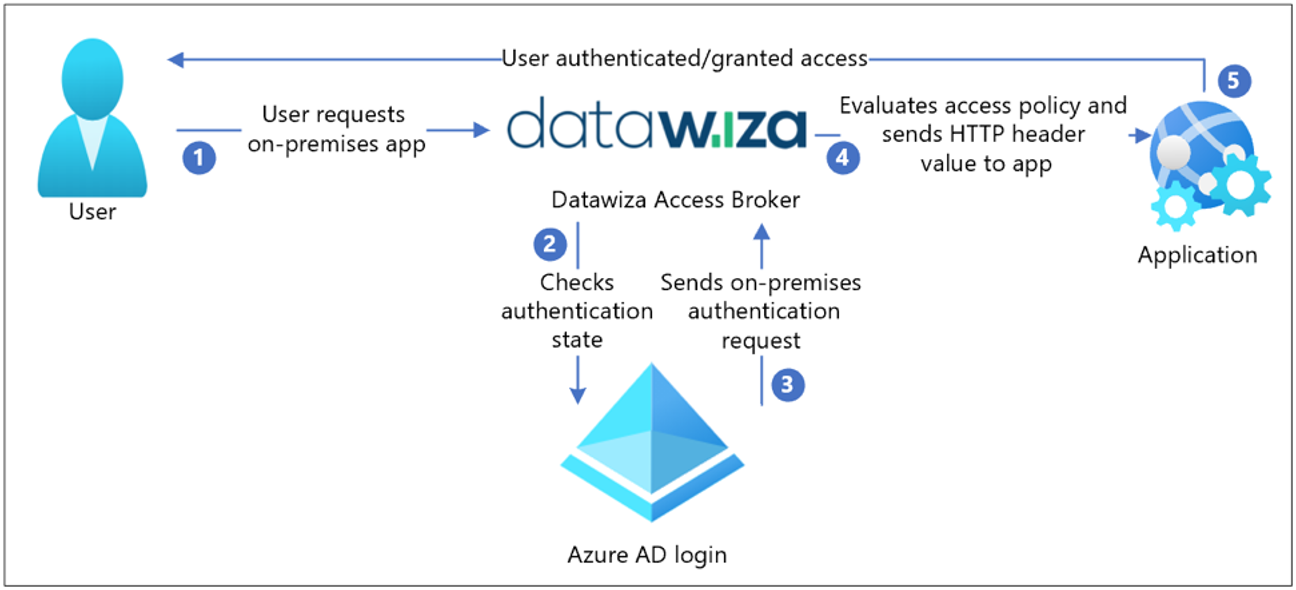 User authenticated/granted access
5
User requests
on-premises app
1
User
datawiza
Datawiza Access Broker
Evaluates access policy and
sends HTTP header
value to app
4
Application
2
Checks
authentication
state
Sends on-premises
authentication
request
3
Azure AD login